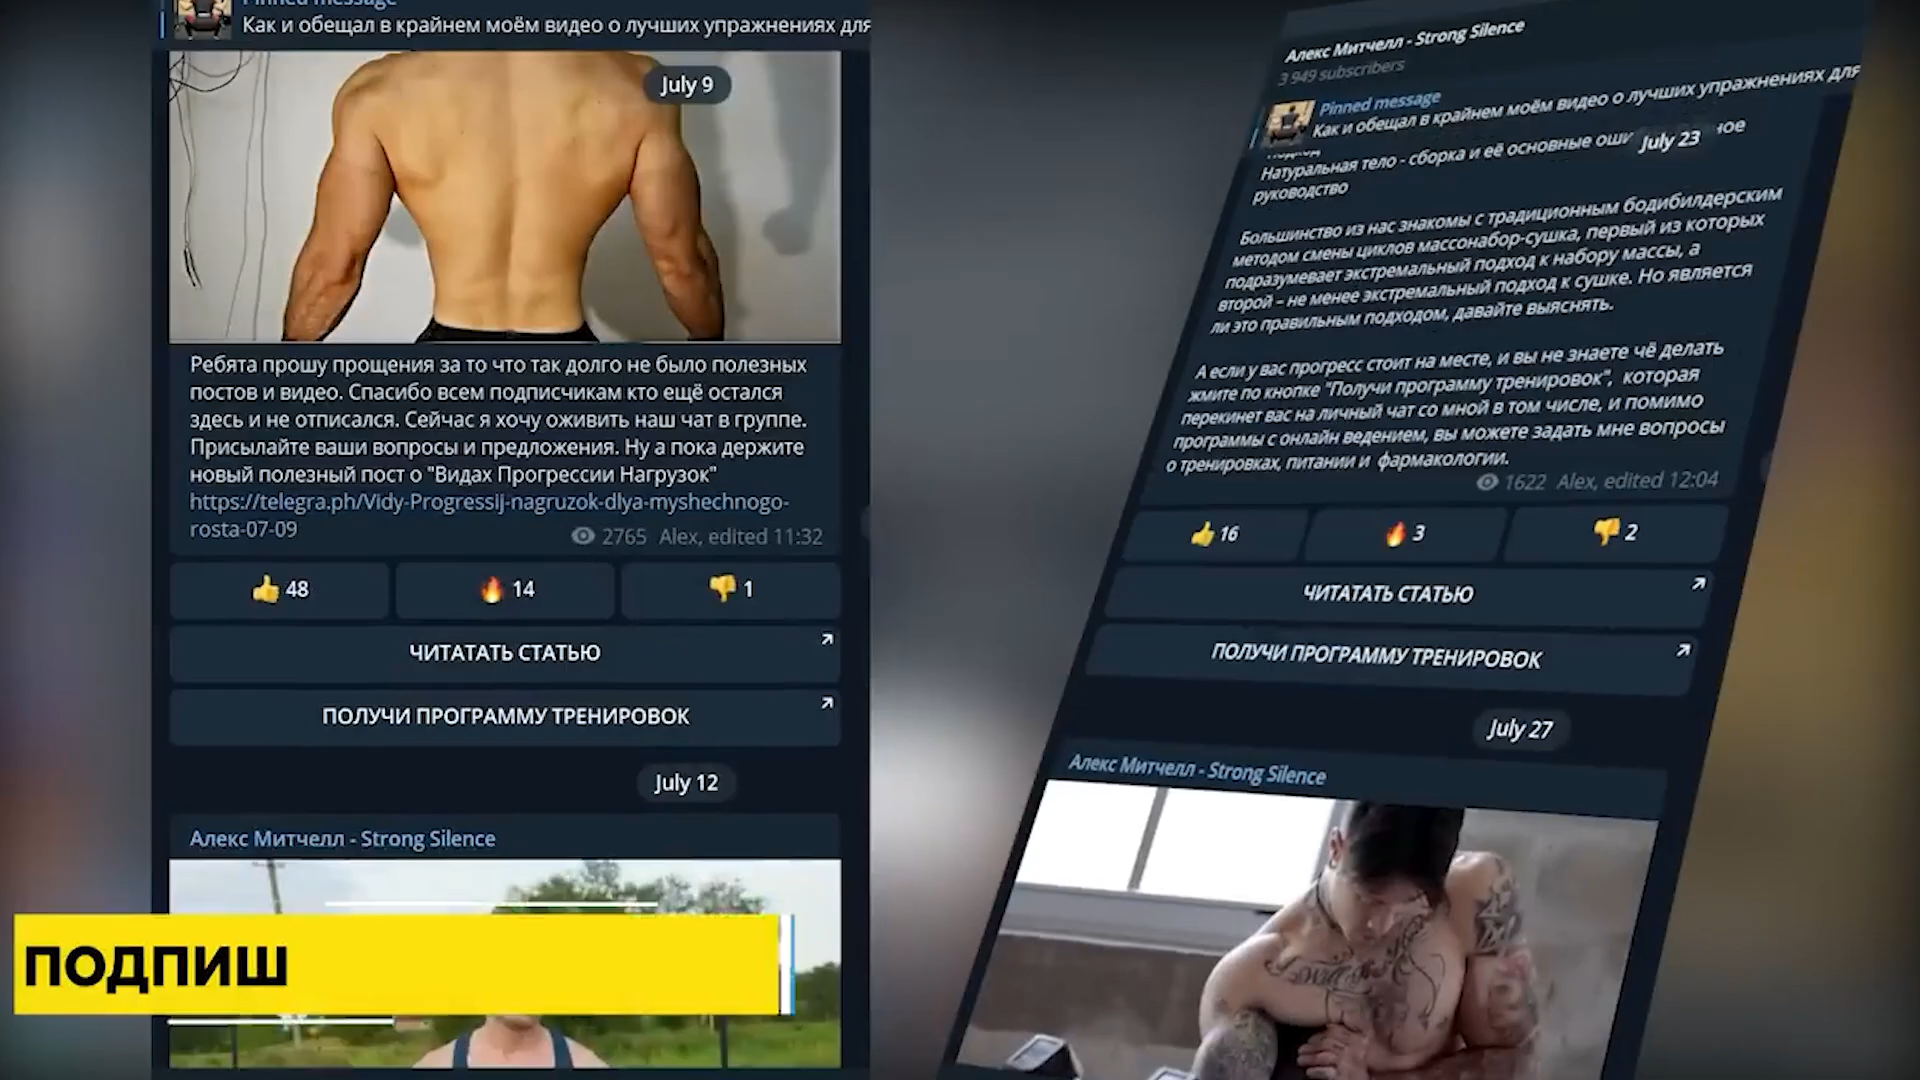 Pinned message
Как и обещал в крайнем моём видео о лучших упражнениях для
July 9
Ребята прошу прощения за то что так долго не было полезных
постов и видео. Спасибо всем подписчикам кто ещё остался
здесь и не отписался. Сейчас я хочу оживить наш чат в группе.
Присылайте ваши вопросы и предложения. Ну а пока держите
новый полезный пост о "Видах Прогрессии Нагрузок"
https://telegra.ph/Vidy-Progressij-nagruzok-dlya-myshechnogo-
rosta-07-09
2765 Alex, edited 11:32
48
14
1
ЧИТАТАТЬ СТАТЬЮ
ПОЛУЧИ ПРОГРАММУ ТРЕНИРОВОК
July 12
Алекс Митчелл - Strong Silence
ПОДПИШ
Алекс Митчелл - Strong Silence
3 949 subscribers
Pinned message
Как и обещал в крайнем моём видео о лучших упражнениях для
July 23
Натуральная тело - сборка и её основные
руководство
Большинство из нас знакомы с традиционным бодибилдерским
методом смены циклов массонабор-сушка, первый из которых
подразумевает экстремальный подход к набору массы, а
второй – не менее экстремальный подход к сушке. Но является
ли это правильным подходом, давайте выяснять.
А если у вас прогресс стоит на месте, и вы не знаете чё делать
жмите по кнопке "Получи программу тренировок", которая
перекинет вас на личный чат со мной в том числе, и помимо
программы с онлайн ведением, вы можете задать мне вопросы
о тренировках, питании и фармакологии.
1622 Alex, edited 12:04
16
3
2
ЧИТАТАТЬ СТАТЬЮ
ПОЛУЧИ ПРОГРАММУ ТРЕНИРОВОК
July 27
Алекс Митчелл - Strong Silence